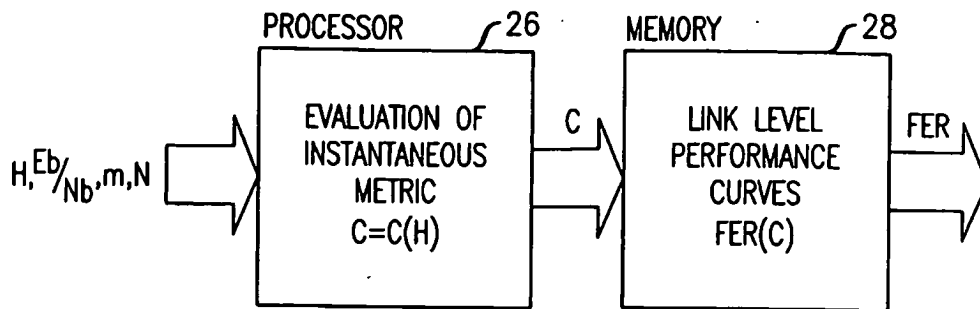 PROCESSOR
26
MEMORY
28
H,Eb/Nb,m,N
EVALUATION OF
INSTANTANEOUS
METRIC
C=C(H)
C
LINK LEVEL
PERFORMANCE
CURVES
FER(C)
FER